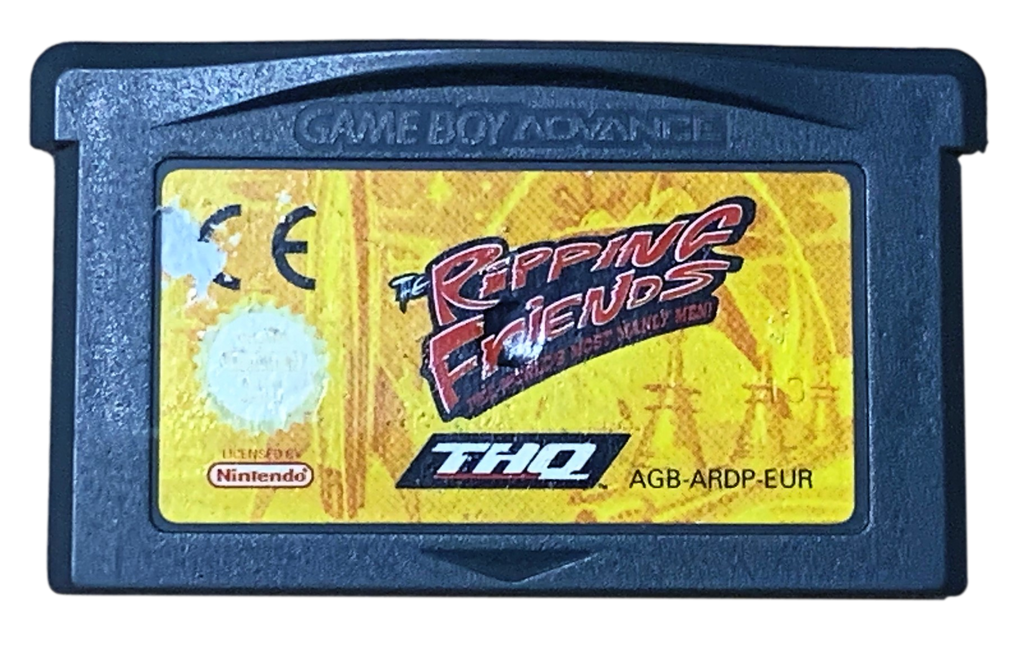 GAME BOY ADVANCE
CE
THE RIPPING
FRIENDS
THE WORLD'S MOST MANLY MEN!
LICENSED BY
Nintendo
THQ
AGB-ARDP-EUR